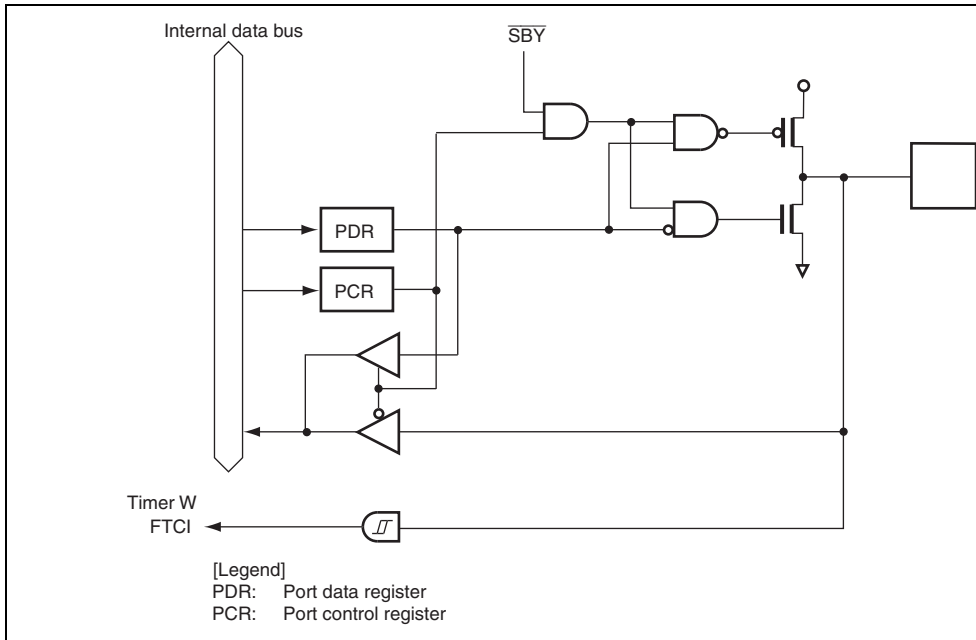 Internal data bus
SBY
PDR
PCR
Timer W
FTCI
[Legend]
PDR: Port data register
PCR: Port control register